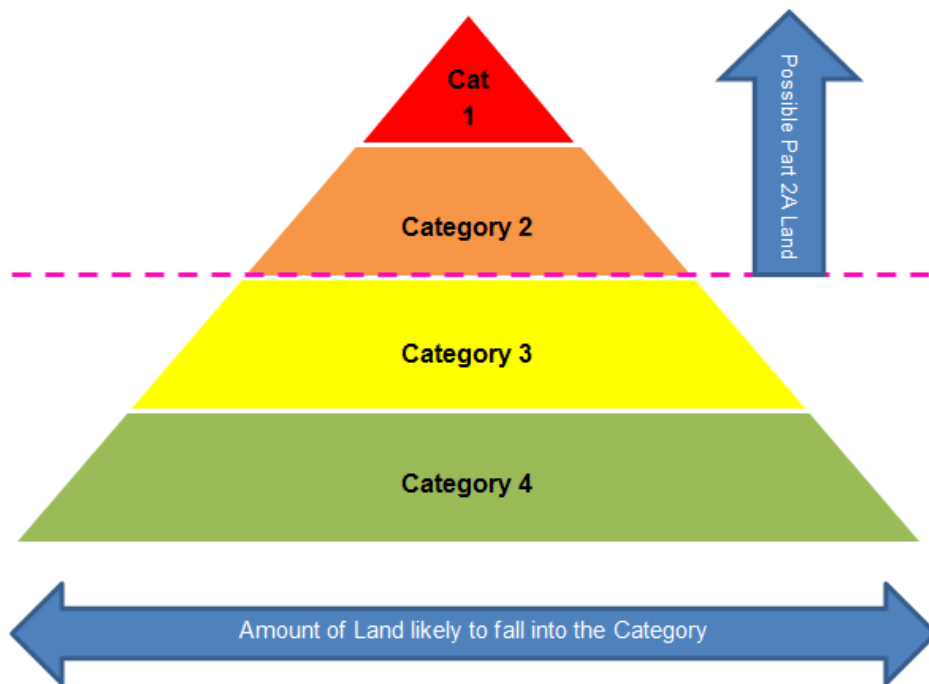 Cat
1
Possible Part 2A Land
Category 2
Category 3
Category 4
Amount of Land likely to fall into the Category